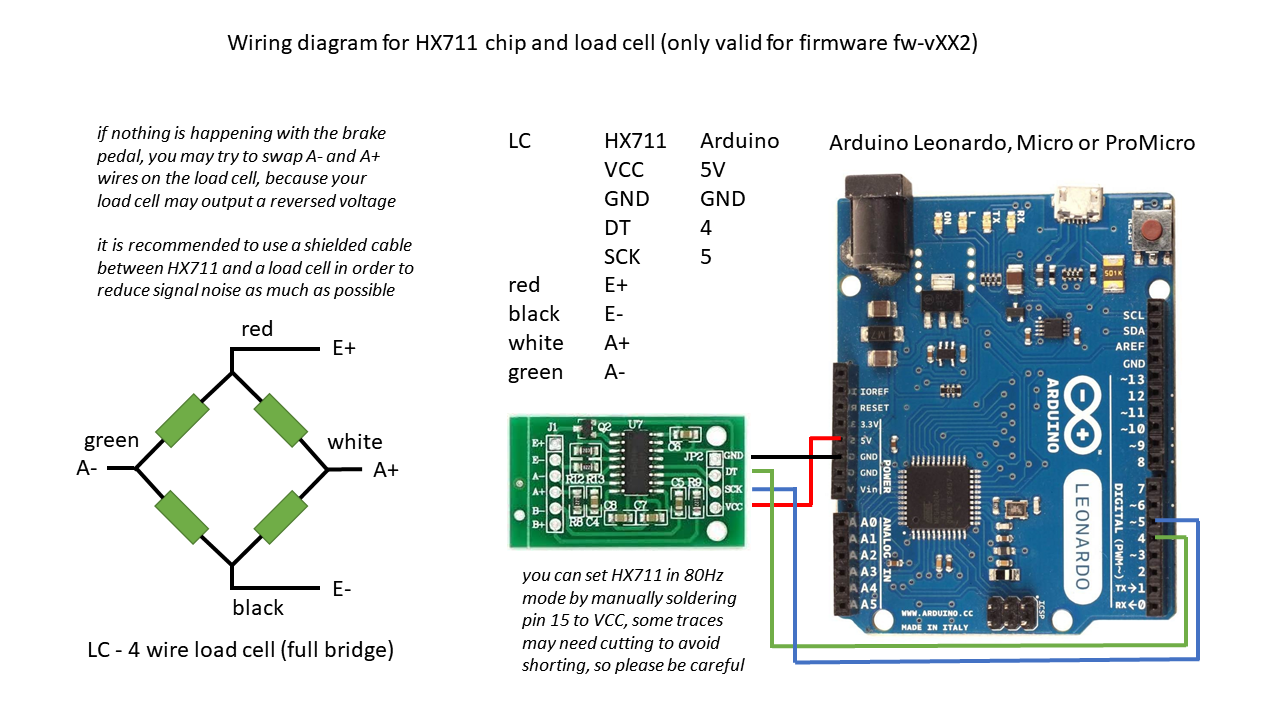 Wiring diagram for HX711 chip and load cell (only valid for firmware fw-vXX2)
if nothing is happening with the brake
pedal, you may try to swap A- and A+
wires on the load cell, because your
load cell may output a reversed voltage
it is recommended to use a shielded cable
between HX711 and a load cell in order to
reduce signal noise as much as possible
red
E+
green
A-
white
A+
E-
black
LC - 4 wire load cell (full bridge)
LC HX711 Arduino
VCC 5V
GND GND
DT 4
SCK 5
red E+
black E-
white A+
green A-
J1
Q2
U7
C6
JP2
E+
E-
A-
A+
B-
B+
R12 R13
R8 C4
C8 C7
C5 R9
GND
DT
SCK
VCC
you can set HX711 in 80Hz
mode by manually soldering
pin 15 to VCC, some traces
may need cutting to avoid
shorting, so please be careful
Arduino Leonardo, Micro or ProMicro
ON
L
TX
RX
RESET
501K
IOREF
RESET
3.3V
5V
GND
GND
Vin
POWER
A0
A1
A2
A3
A4
A5
ANALOG IN
SCL
SDA
AREF
GND
~13
12
~11
~10
~9
8
7
~6
~5
4
~3
2
TX→1
RX←0
DIGITAL (PWM~)
ARDUINO
LEONARDO
WWW.ARDUINO.CC
MADE IN ITALY
ICSP